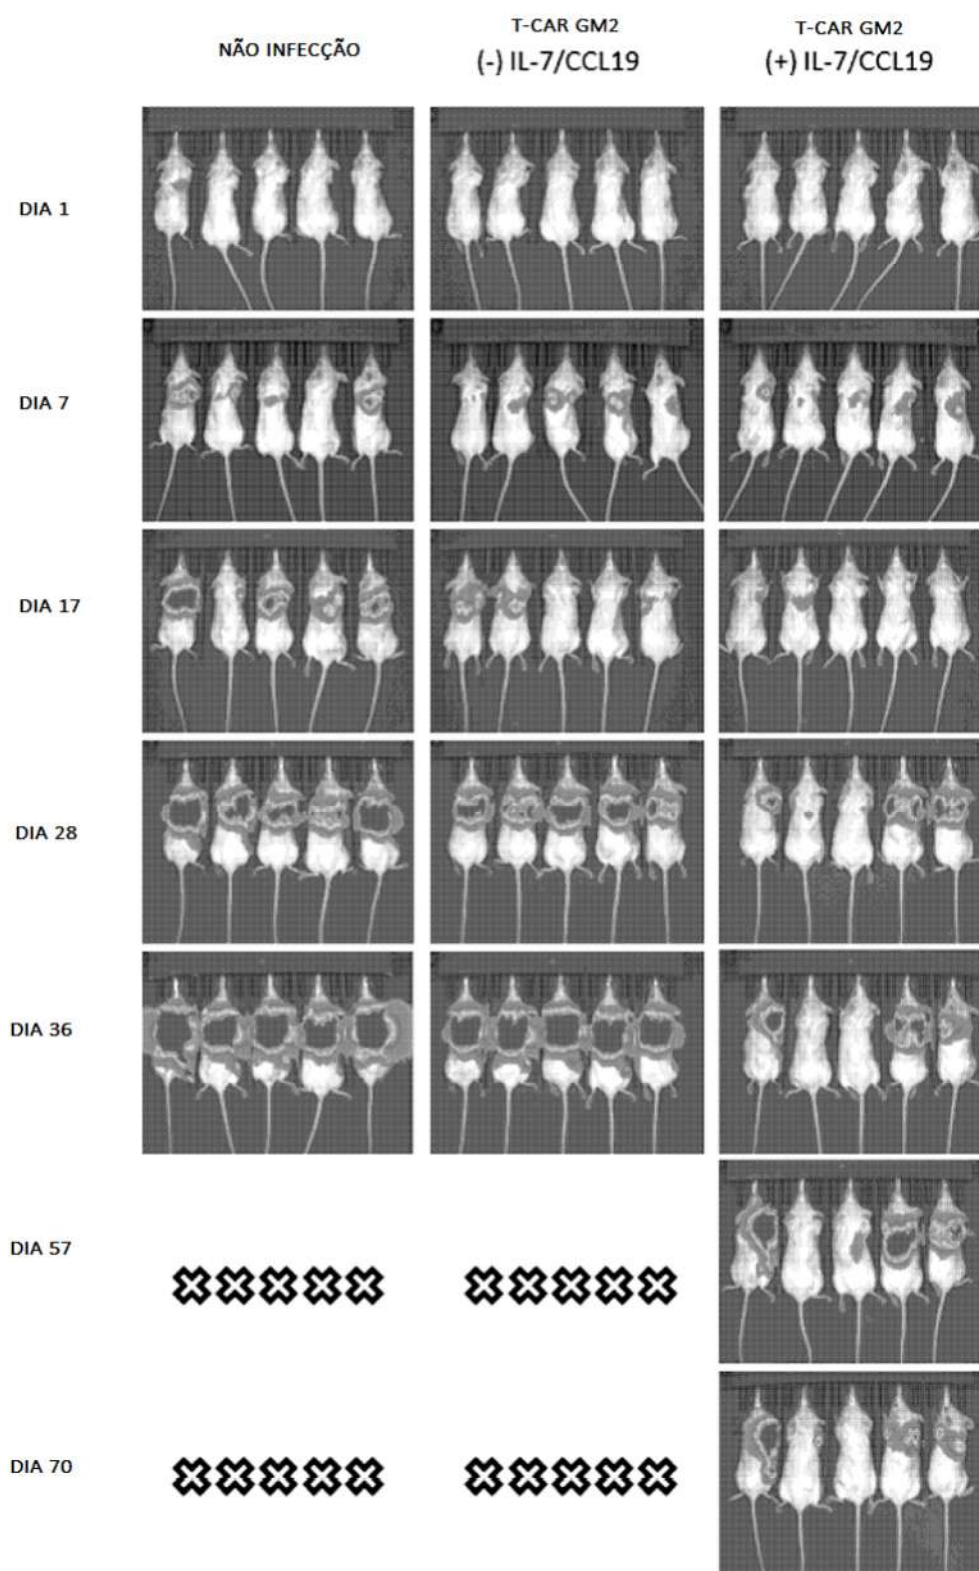 NÃO INFECÇÃO
T-CAR GM2
(-) IL-7/CCL19
T-CAR GM2
(+) IL-7/CCL19
DIA 1
DIA 7
DIA 17
DIA 28
DIA 36
DIA 57
DIA 70